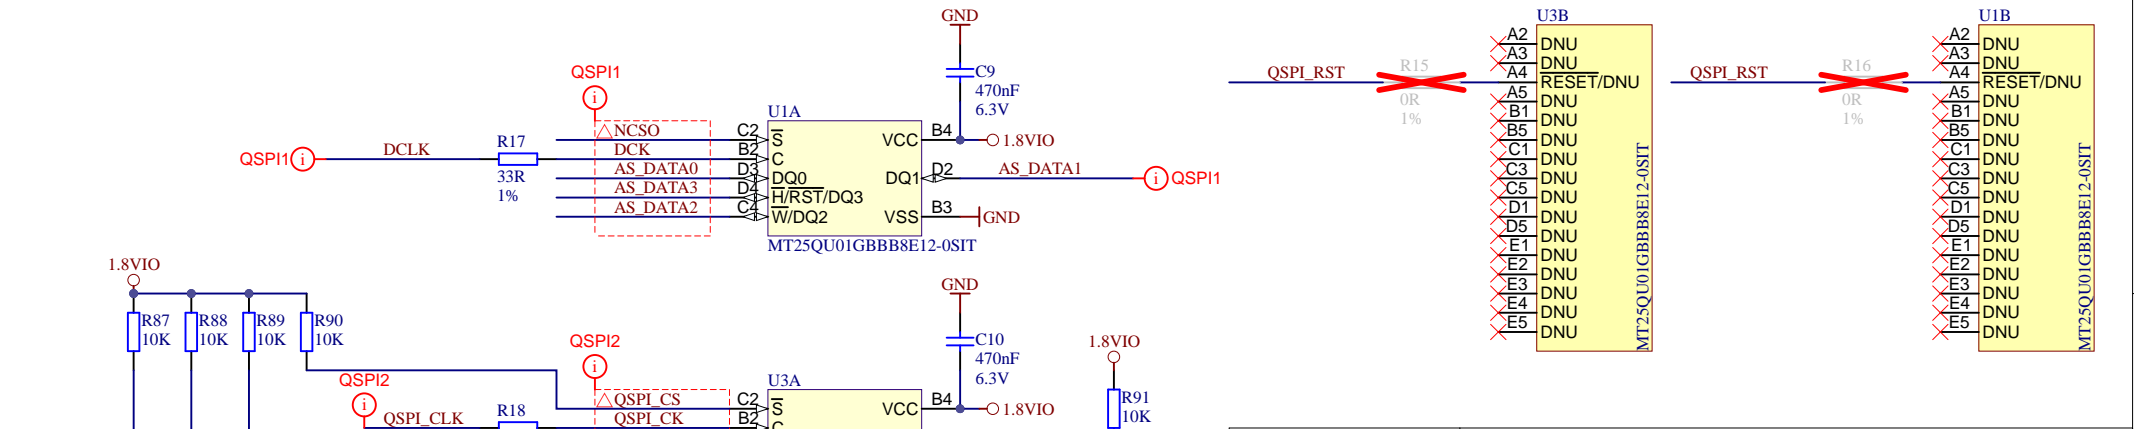 GND
C9
470nF
6.3V
QSPI1
U1A
NCSO
C2
S
VCC
B4
1.8VIO
QSPI1
DCLK
R17
33R
1%
DCK
B2
C
AS_DATA0
D3
DQ0
DQ1
D2
AS_DATA1
QSPI1
AS_DATA3
D4
H/RST/DQ3
AS_DATA2
C4
W/DQ2
VSS
B3
GND
MT25QU01GBBB8E12-0SIT
1.8VIO
R87
10K
R88
10K
R89
10K
R90
10K
GND
C10
470nF
6.3V
QSPI2
QSPI2
QSPI_CLK
R18
U3A
QSPI_CS
C2
S
VCC
B4
1.8VIO
QSPI_CK
B2
C
1.8VIO
R91
10K
U3B
A2 DNU
A3 DNU
QSPI_RST
R15
0R
1%
A4 RESET/DNU
A5 DNU
B1 DNU
B5 DNU
C1 DNU
C3 DNU
C5 DNU
D1 DNU
D5 DNU
E1 DNU
E2 DNU
E3 DNU
E4 DNU
E5 DNU
MT25QU01GBBB8E12-0SIT
U1B
A2 DNU
A3 DNU
QSPI_RST
R16
0R
1%
A4 RESET/DNU
A5 DNU
B1 DNU
B5 DNU
C1 DNU
C3 DNU
C5 DNU
D1 DNU
D5 DNU
E1 DNU
E2 DNU
E3 DNU
E4 DNU
E5 DNU
MT25QU01GBBB8E12-0SIT